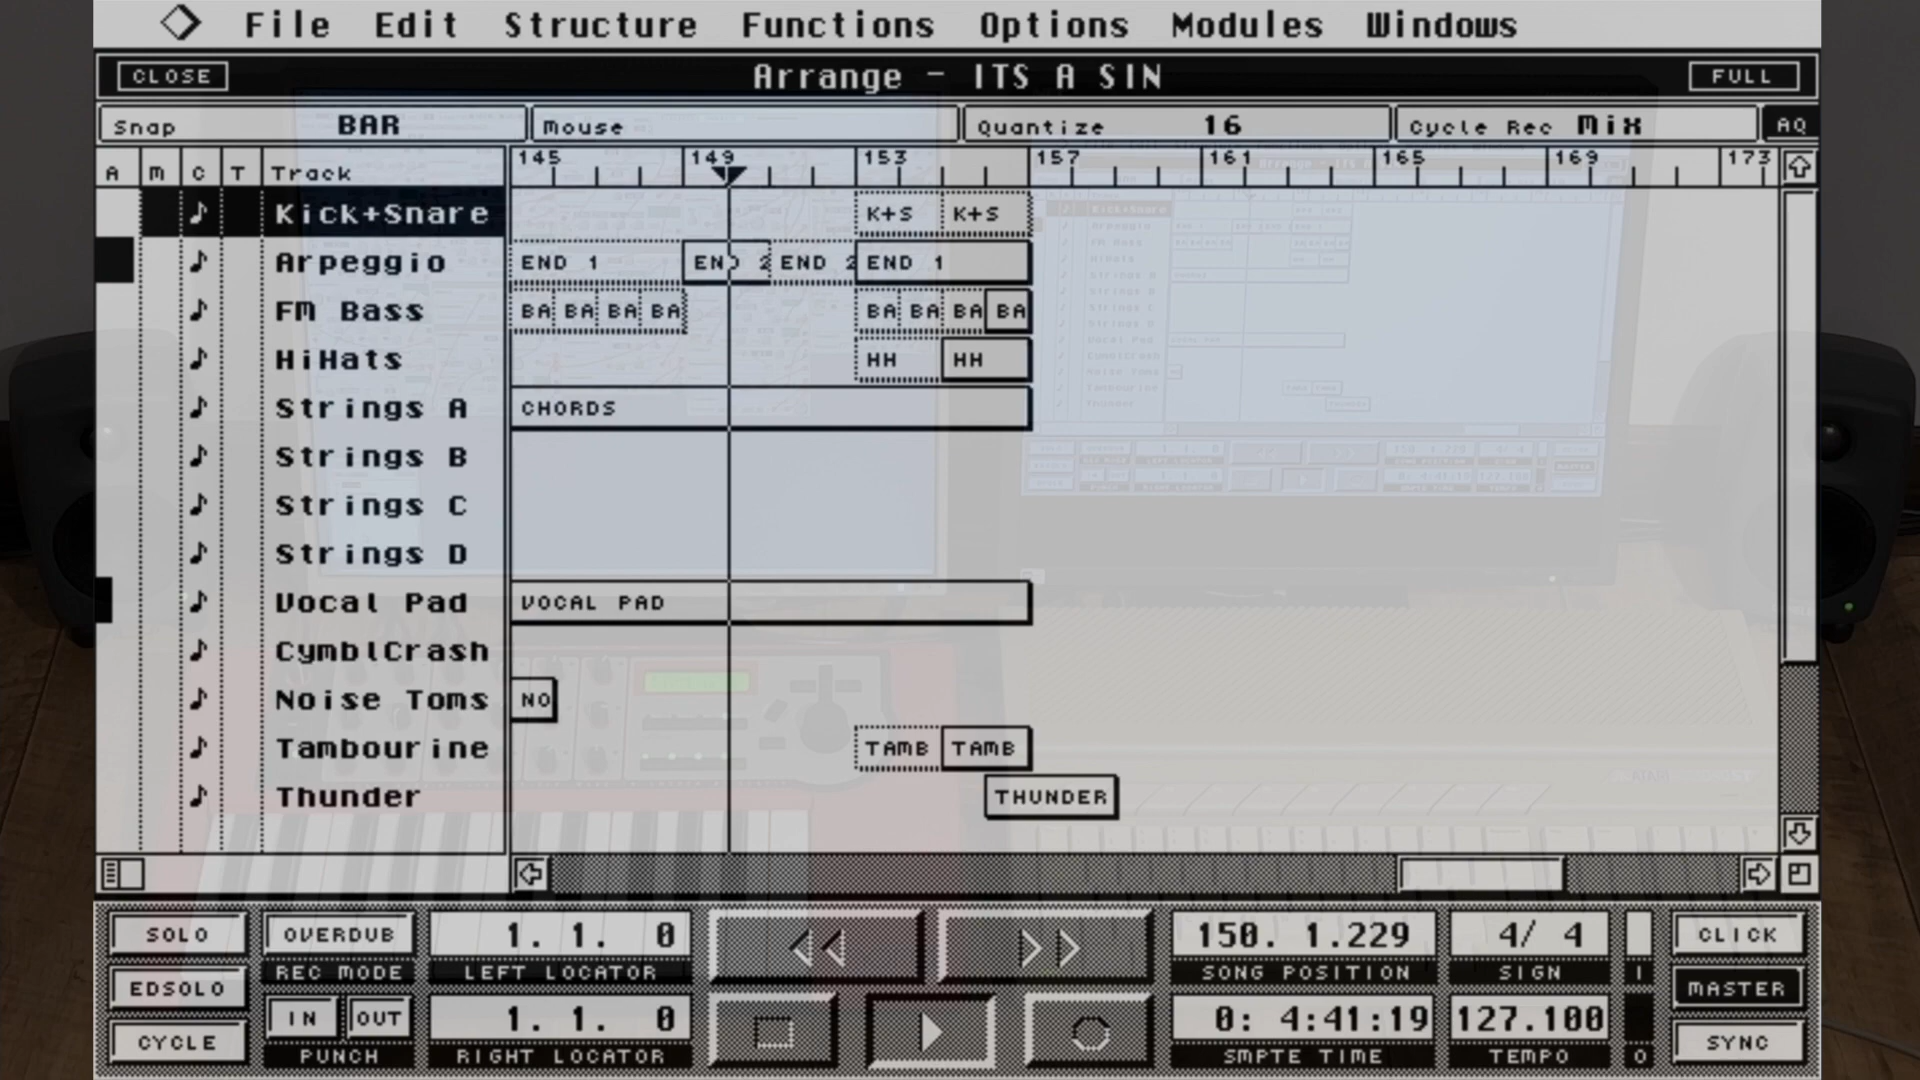 File Edit Structure Functions Options Modules Windows
CLOSE Arrange - ITS A SIN FULL
Snap BAR Mouse Quantize 16 Cycle Rec Mix AQ
A M C T Track 145 149 153 157 161 165 169 173
Kick+Snare K+S K+S
Arpeggio END 1 END 2 END 2 END 1
FM Bass BA BA BA BA BA BA BA BA
HiHats HH HH
Strings A CHORDS
Strings B
Strings C
Strings D
Vocal Pad VOCAL PAD
CymblCrash
Noise Toms NO
Tambourine TAMB TAMB
Thunder THUNDER
SOLO OVERDUB 1. 1. 0 150. 1.229 4/ 4 CLICK
REC MODE LEFT LOCATOR SONG POSITION SIGN I
EDSOLO MASTER
IN OUT 1. 1. 0 0: 4:41:19 127.100
CYCLE SYNC
PUNCH RIGHT LOCATOR SMPTE TIME TEMPO O